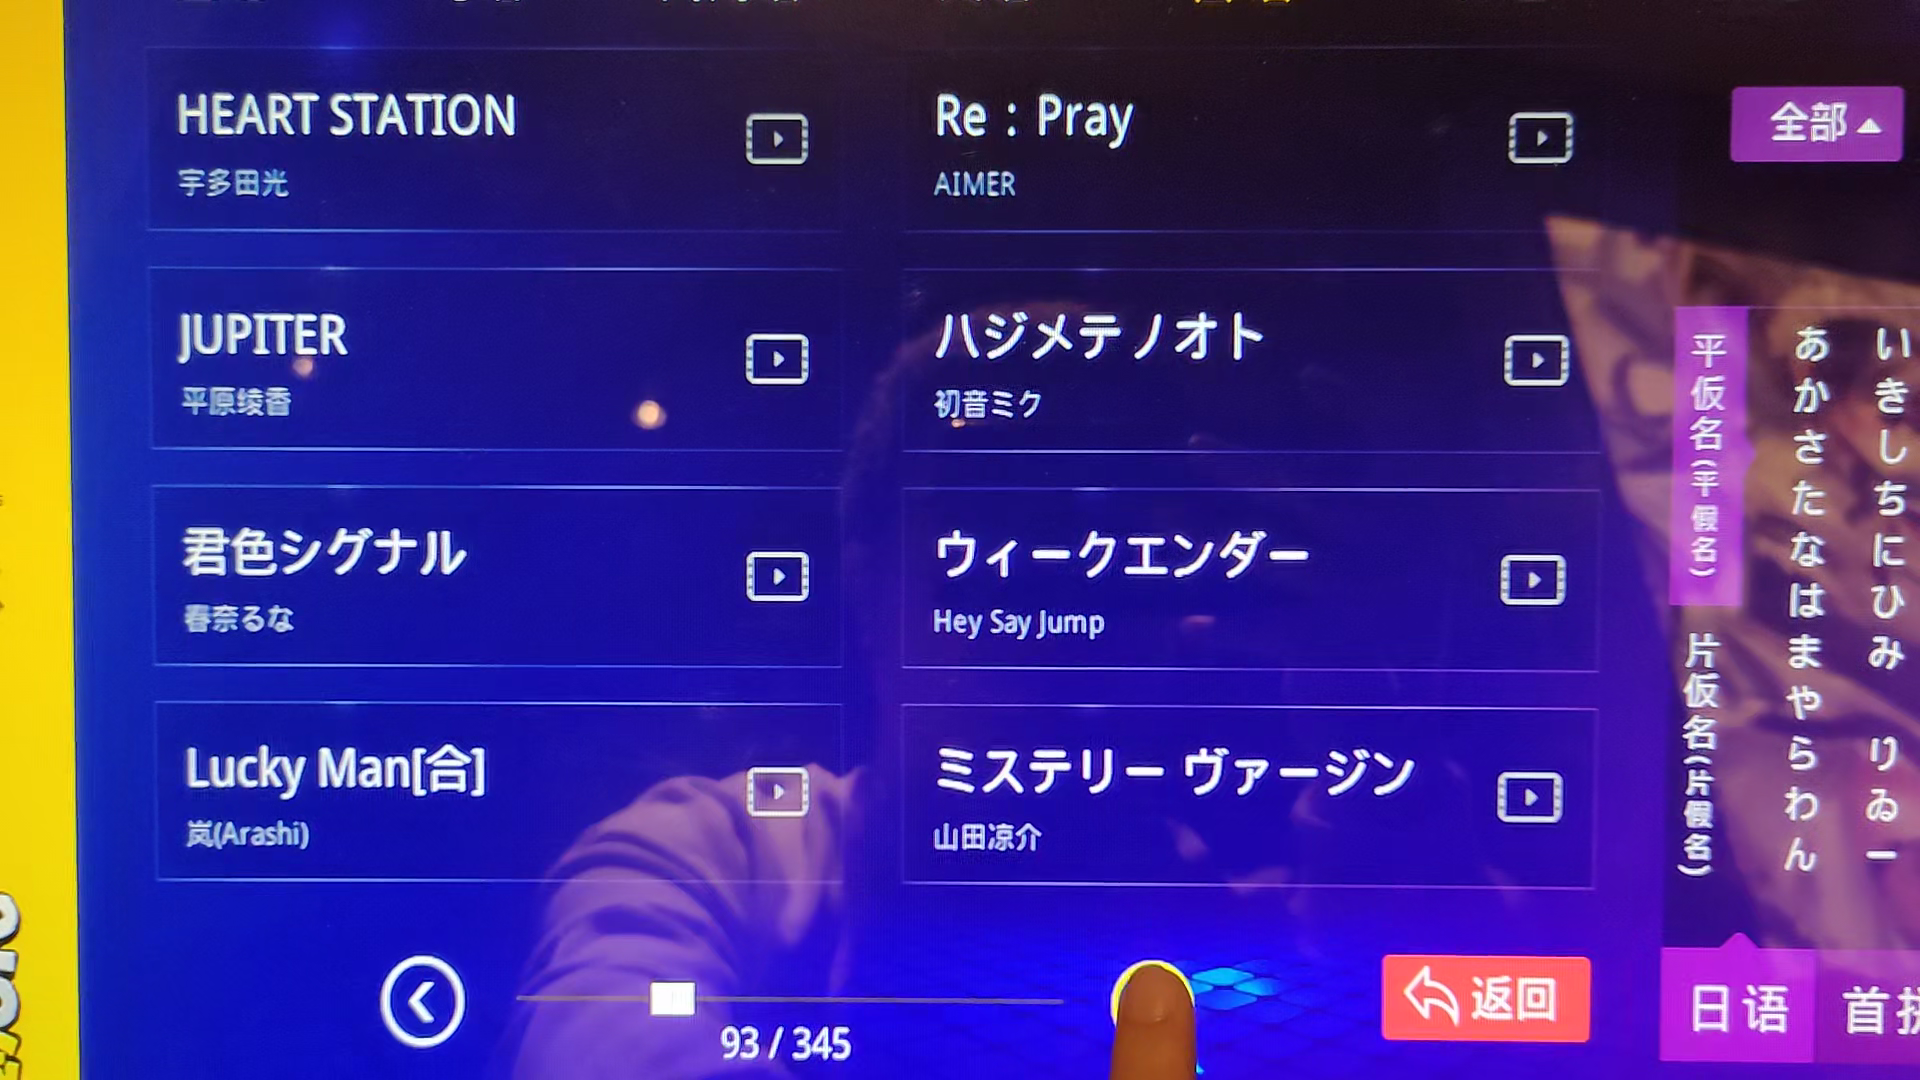 HEART STATION
宇多田光
Re：Pray
AIMER
JUPITER
平原绫香
ハジメテノオト
初音ミク
君色シグナル
春奈るな
ウィークエンダー
Hey Say Jump
Lucky Man[合]
岚(Arashi)
ミステリー ヴァージン
山田凉介
93 / 345
返回
全部
平仮名(平假名)
片仮名(片假名)
あかさたなはまやらわん
いきしちにひみ りゐー
日语
首拼